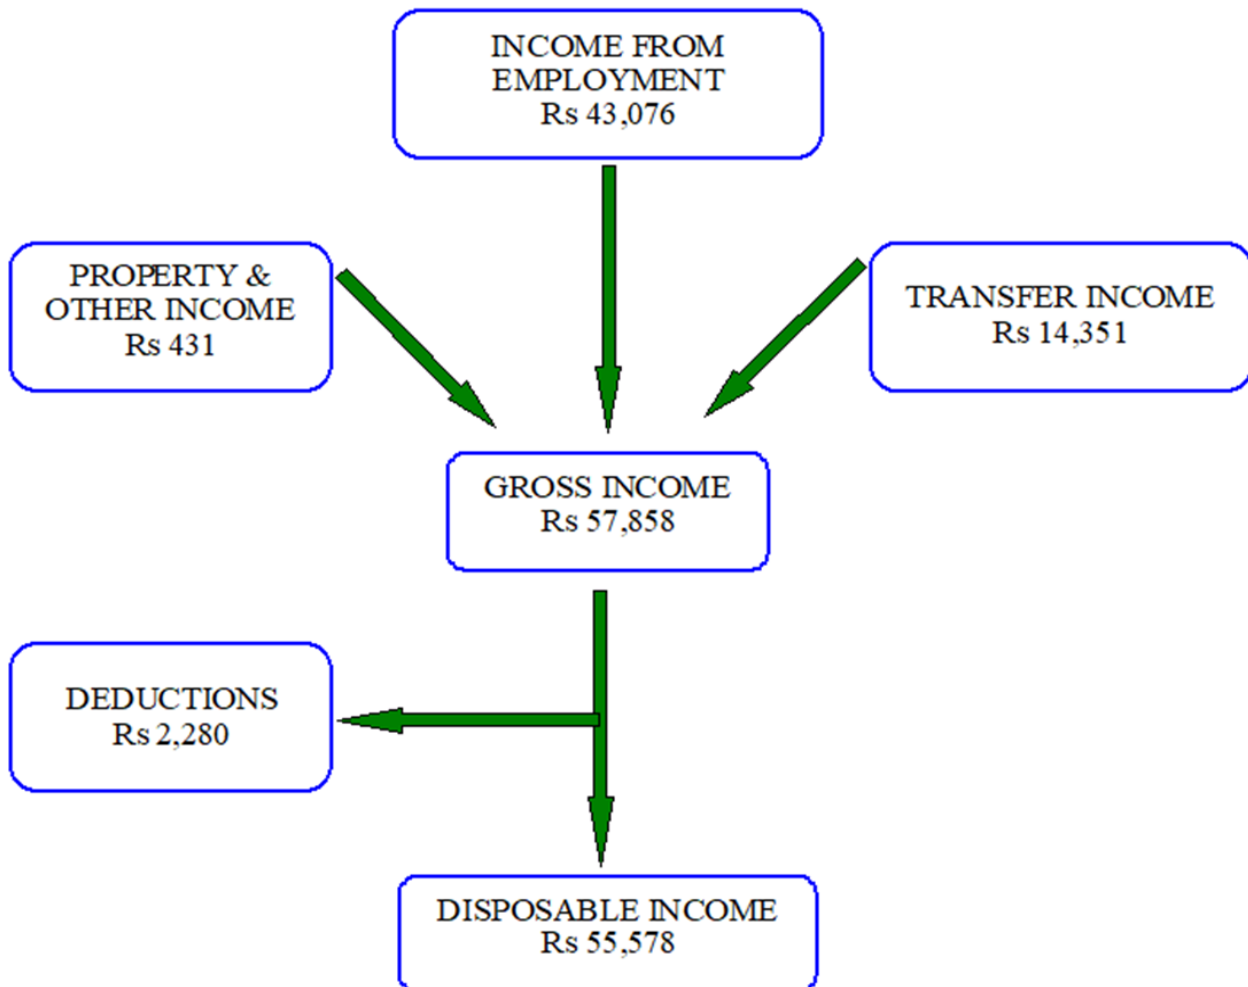 INCOME FROM
EMPLOYMENT
Rs 43,076
PROPERTY &
OTHER INCOME
Rs 431
TRANSFER INCOME
Rs 14,351
GROSS INCOME
Rs 57,858
DEDUCTIONS
Rs 2,280
DISPOSABLE INCOME
Rs 55,578